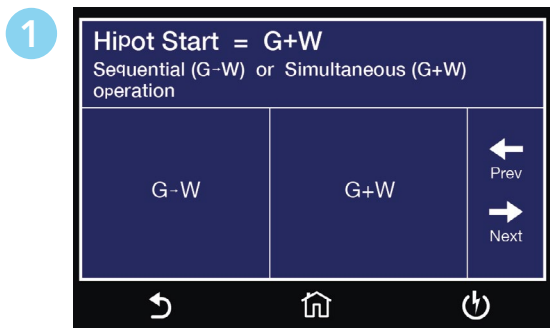 1
Hipot Start = G+W
Sequential (G→W) or Simultaneous (G+W)
operation
G→W
G+W
Prev
Next